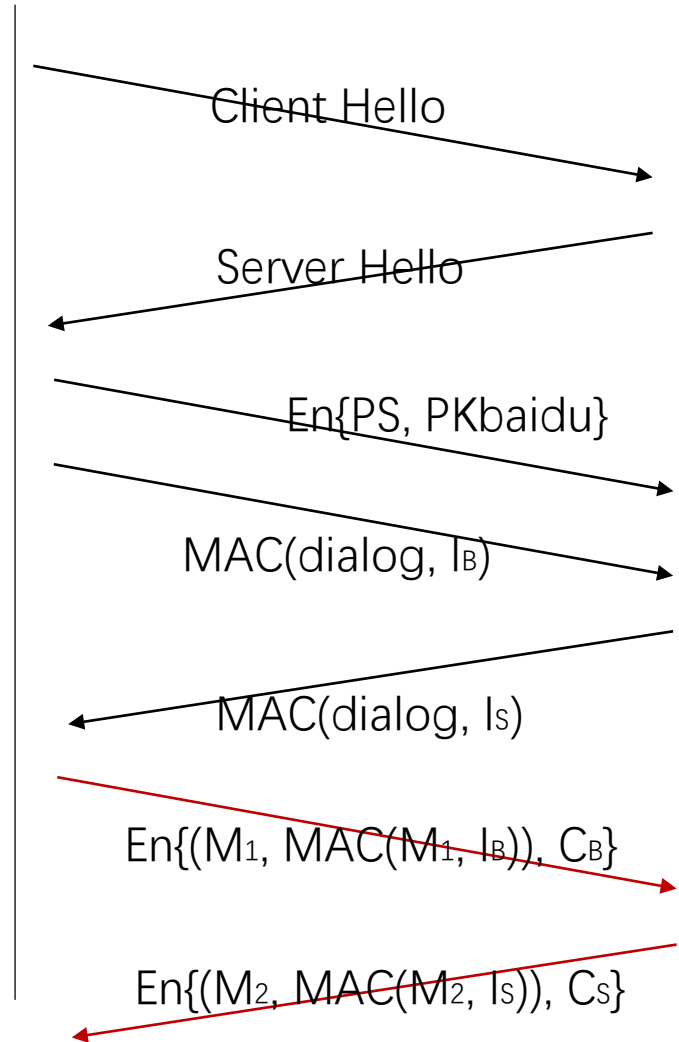 Client Hello
Server Hello
En{PS, PKbaidu}
MAC(dialog, IB)
MAC(dialog, IS)
En{(M1, MAC(M1, IB)), CB}
En{(M2, MAC(M2, IS)), CS}